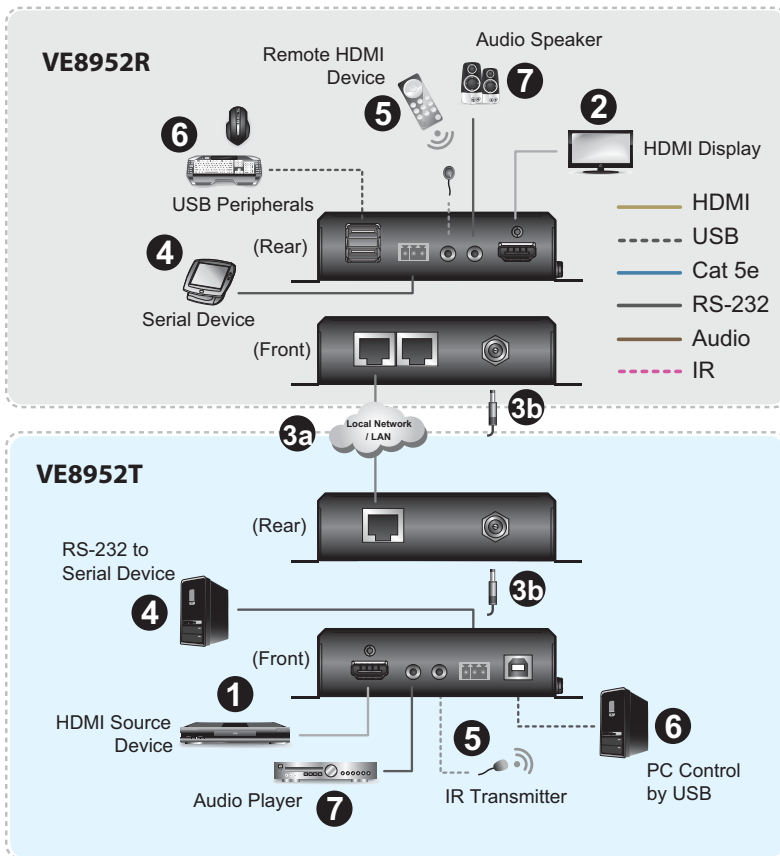 VE8952R
Remote HDMI
Device
5
Audio Speaker
7
2
HDMI Display
6
USB Peripherals
4
Serial Device
(Rear)
(Front)
HDMI
USB
Cat 5e
RS-232
Audio
IR
3a
Local Network
/ LAN
3b
VE8952T
(Rear)
3b
RS-232 to
Serial Device
4
(Front)
1
HDMI Source
Device
Audio Player
7
5
IR Transmitter
6
PC Control
by USB